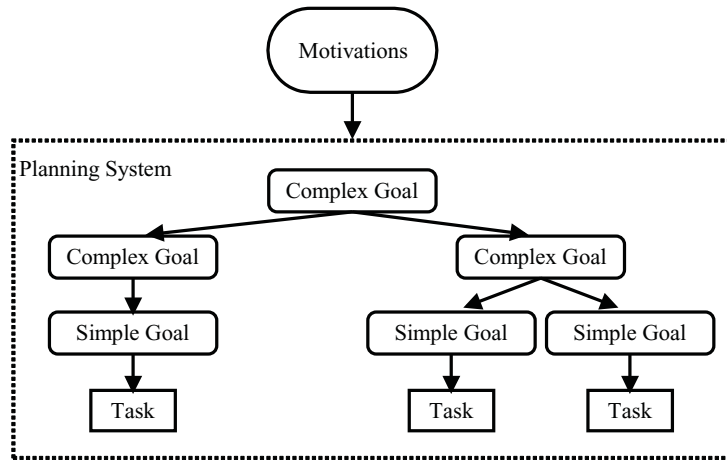 Motivations
Planning System
Complex Goal
Complex Goal
Complex Goal
Simple Goal
Simple Goal
Simple Goal
Task
Task
Task